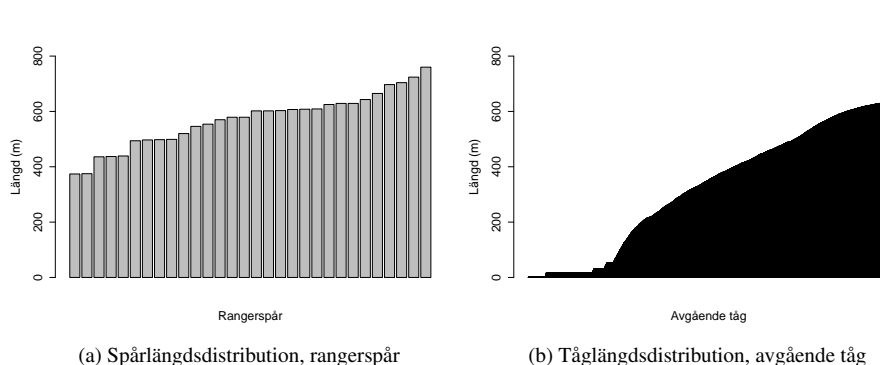 Längd (m)
0
200
400
600
800
Rangerspår
(a) Spårlängdsdistribution, rangerspår
Längd (m)
0
200
400
600
800
Avgående tåg
(b) Tåglängdsdistribution, avgående tåg